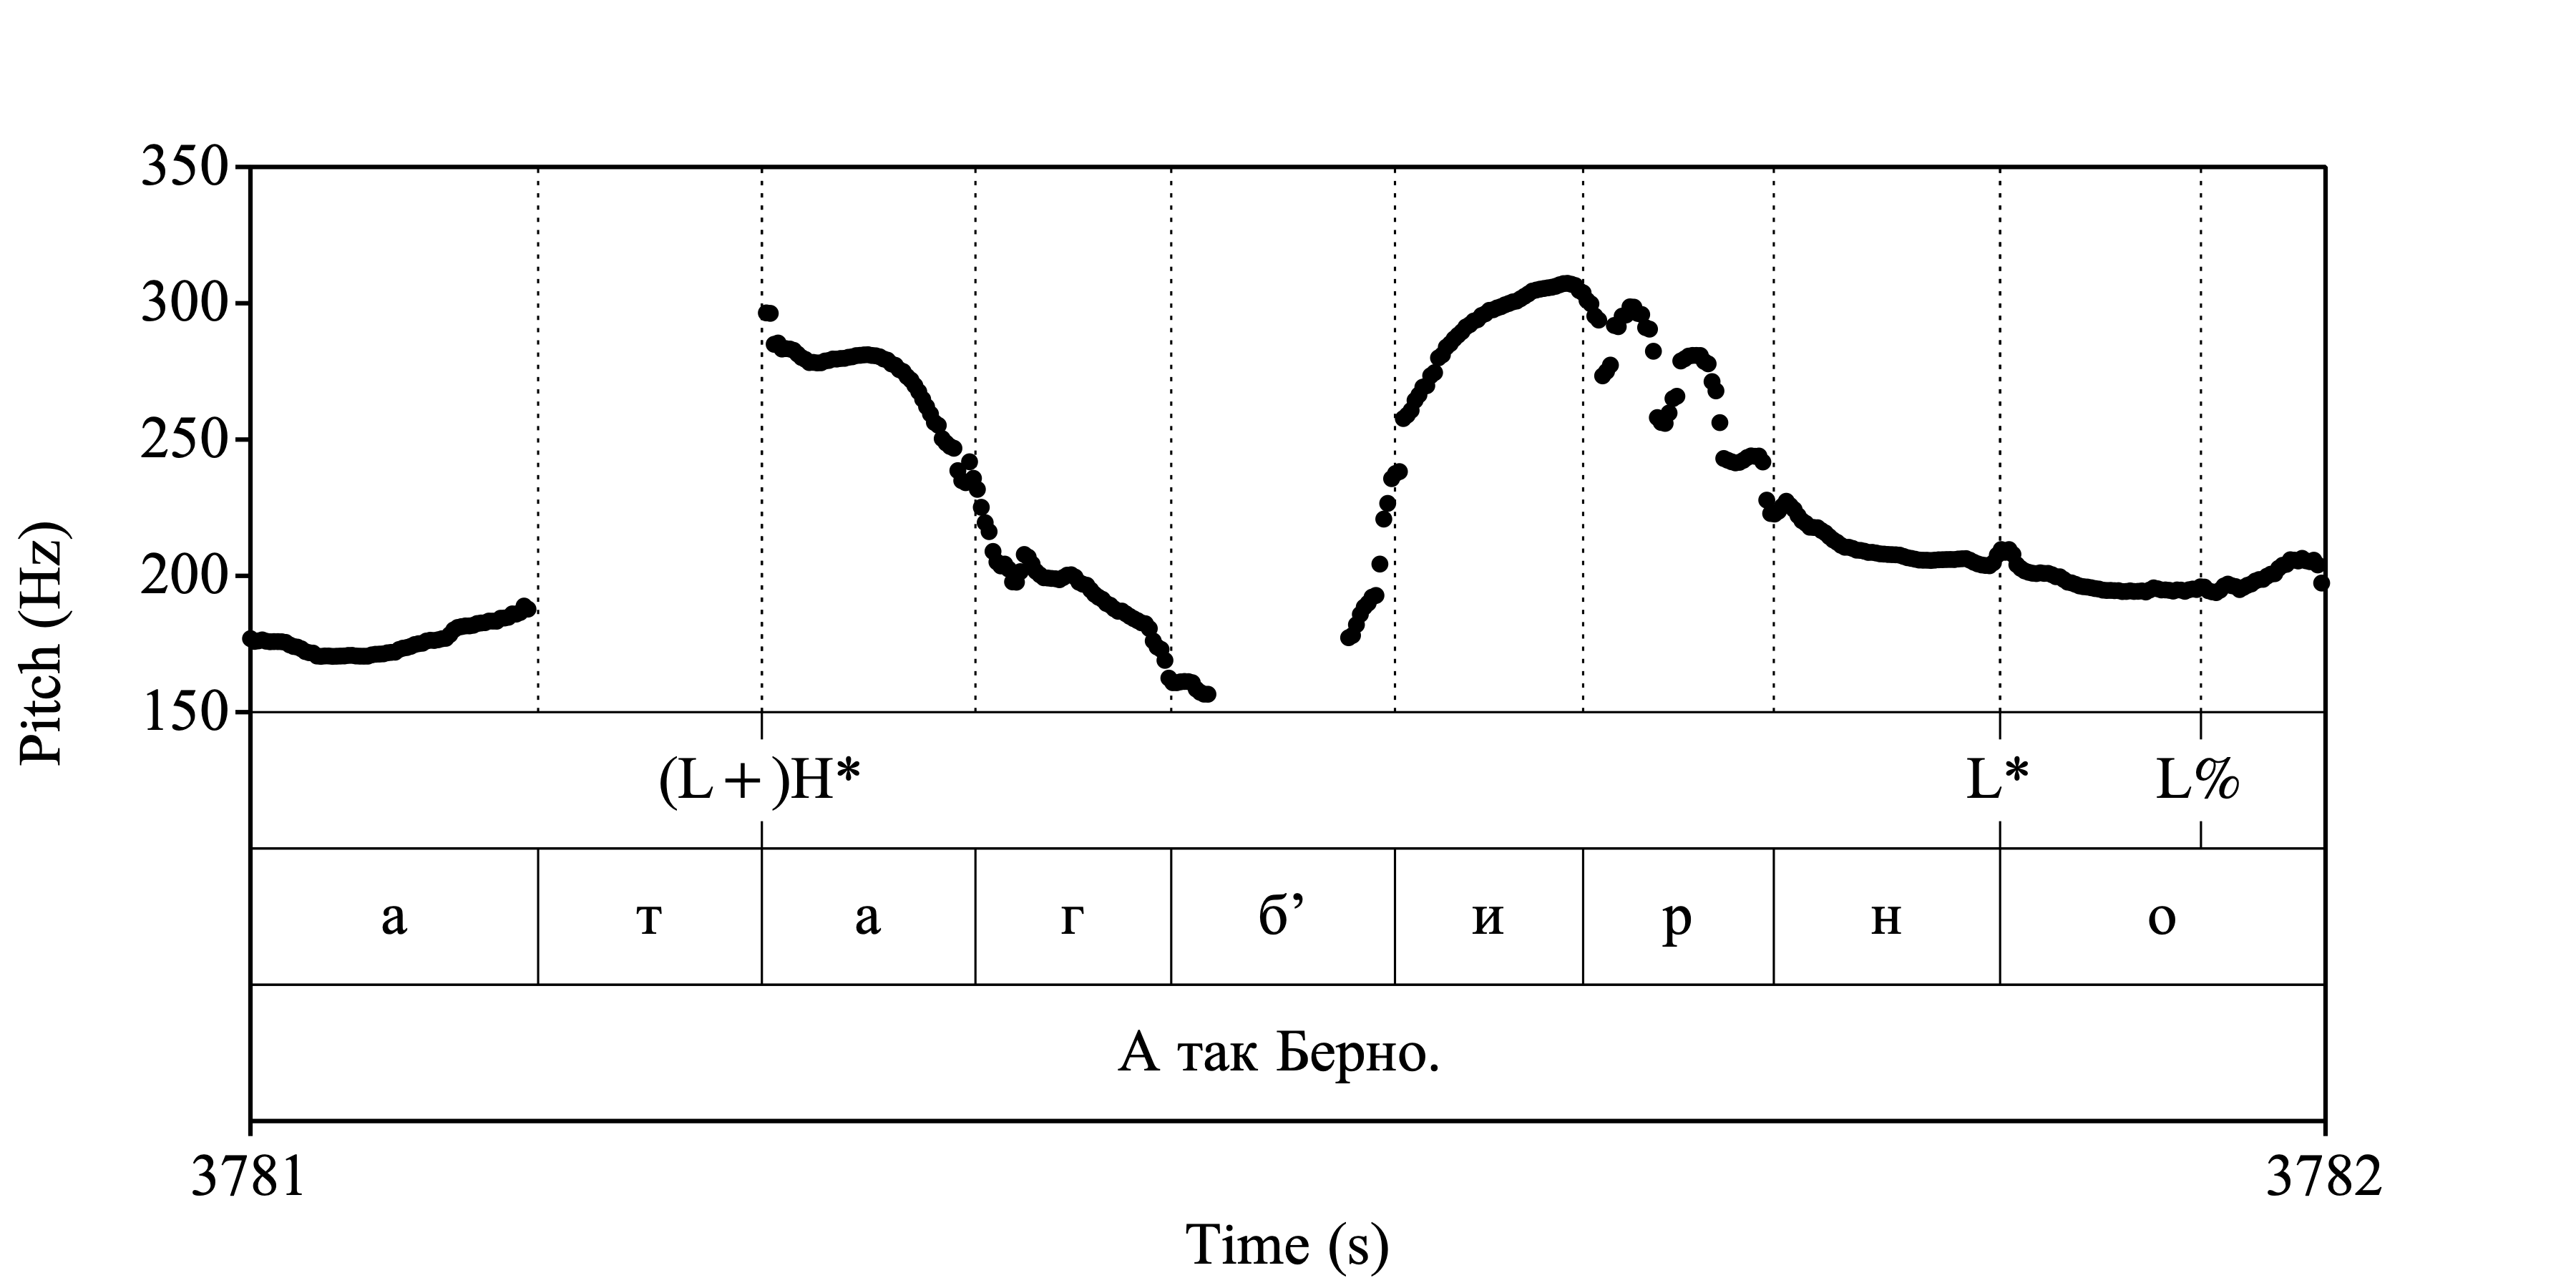 350
300
250
200
150
Pitch (Hz)
(L+)H* L* L%
а т а г б’ и р н о
А так Берно.
3781 3782
Time (s)